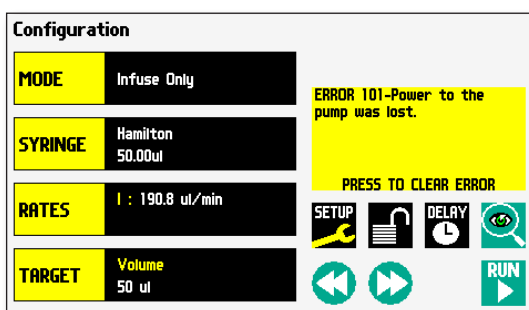 Configuration
MODE
Infuse Only
SYRINGE
Hamilton
50.00ul
RATES
I : 190.8 ul/min
TARGET
Volume
50 ul
ERROR 101-Power to the
pump was lost.
PRESS TO CLEAR ERROR
SETUP
DELAY
RUN